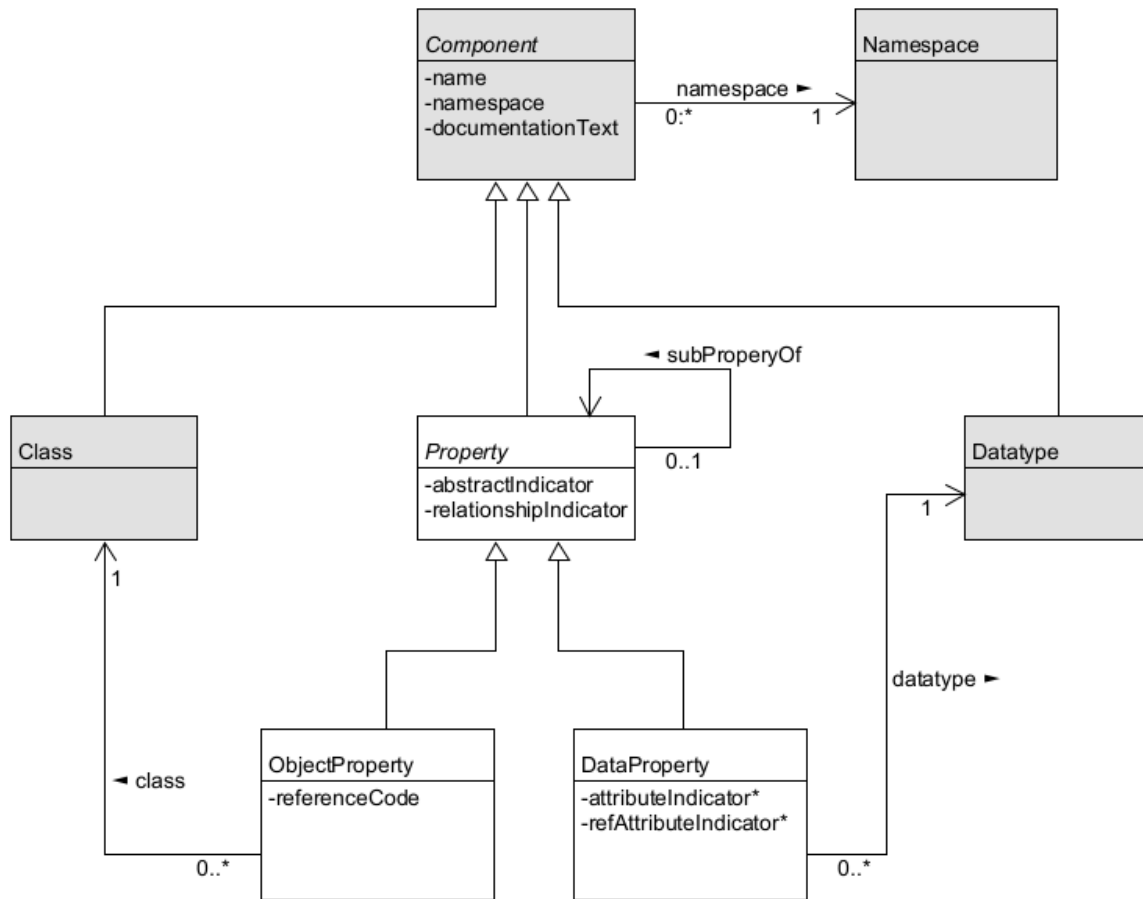 Component
-name
-namespace
-documentationText
namespace ►
0:*
1
Namespace
◄ subProperyOf
0..1
Class
Property
-abstractIndicator
-relationshipIndicator
Datatype
1
1
datatype ►
◄ class
ObjectProperty
-referenceCode
0..*
DataProperty
-attributeIndicator*
-refAttributeIndicator*
0..*